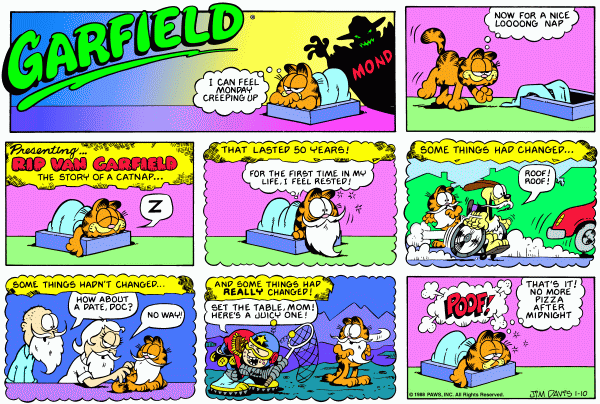 GARFIELD®
I CAN FEEL
MONDAY
CREEPING UP
MOND
NOW FOR A NICE
LOOOONG NAP
Presenting...
RIP VAN GARFIELD
THE STORY OF A CATNAP...
Z
THAT LASTED 50 YEARS!
FOR THE FIRST TIME IN MY
LIFE, I FEEL RESTED!
SOME THINGS HAD CHANGED...
ROOF!
ROOF!
SOME THINGS HADN'T CHANGED...
HOW ABOUT
A DATE, DOC?
NO WAY!
AND SOME THINGS HAD
REALLY CHANGED!
SET THE TABLE, MOM!
HERE'S A JUICY ONE!
POOF!
THAT'S IT!
NO MORE
PIZZA
AFTER
MIDNIGHT
© 1988 PAWS, INC. All Rights Reserved.
JIM DAVIS 1-10